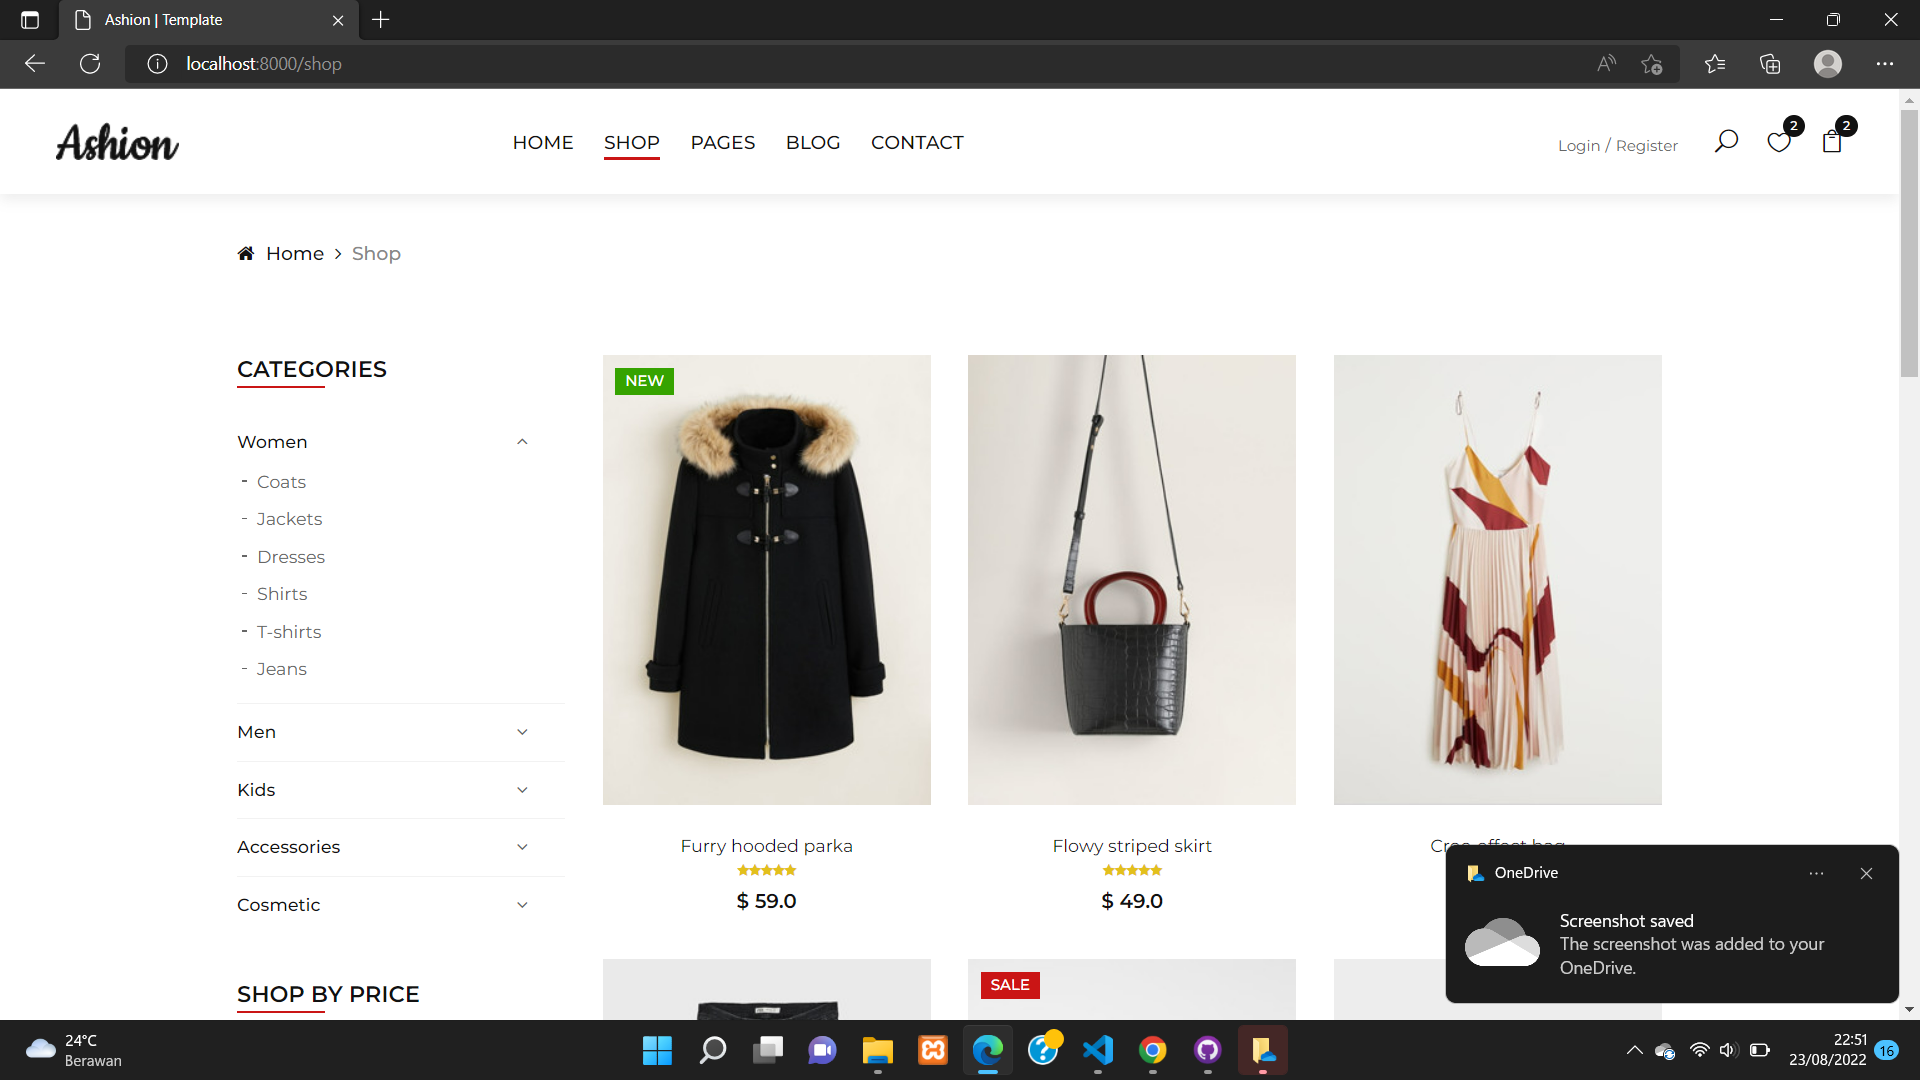 Ashion | Template
localhost:8000/shop
Ashion
HOME SHOP PAGES BLOG CONTACT
Login / Register
2
2
Home > Shop
CATEGORIES
Women
- Coats
- Jackets
- Dresses
- Shirts
- T-shirts
- Jeans
Men
Kids
Accessories
Cosmetic
SHOP BY PRICE
NEW
Furry hooded parka
$ 59.0
Flowy striped skirt
$ 49.0
SALE
OneDrive
Screenshot saved
The screenshot was added to your
OneDrive.
24°C
Berawan
22:51
23/08/2022
16